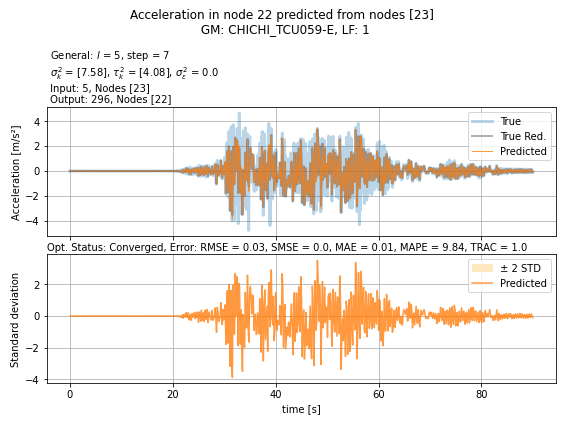 Acceleration in node 22 predicted from nodes [23]
GM: CHICHI_TCU059-E, LF: 1
General: l = 5, step = 7
σ²ₖ = [7.58], τ²ₖ = [4.08], σ²ε = 0.0
Input: 5, Nodes [23]
Output: 296, Nodes [22]
Acceleration [m/s²]
4
2
0
−2
−4
True
True Red.
Predicted
Opt. Status: Converged, Error: RMSE = 0.03, SMSE = 0.0, MAE = 0.01, MAPE = 9.84, TRAC = 1.0
Standard deviation
2
0
−2
−4
± 2 STD
Predicted
0 20 40 60 80
time [s]